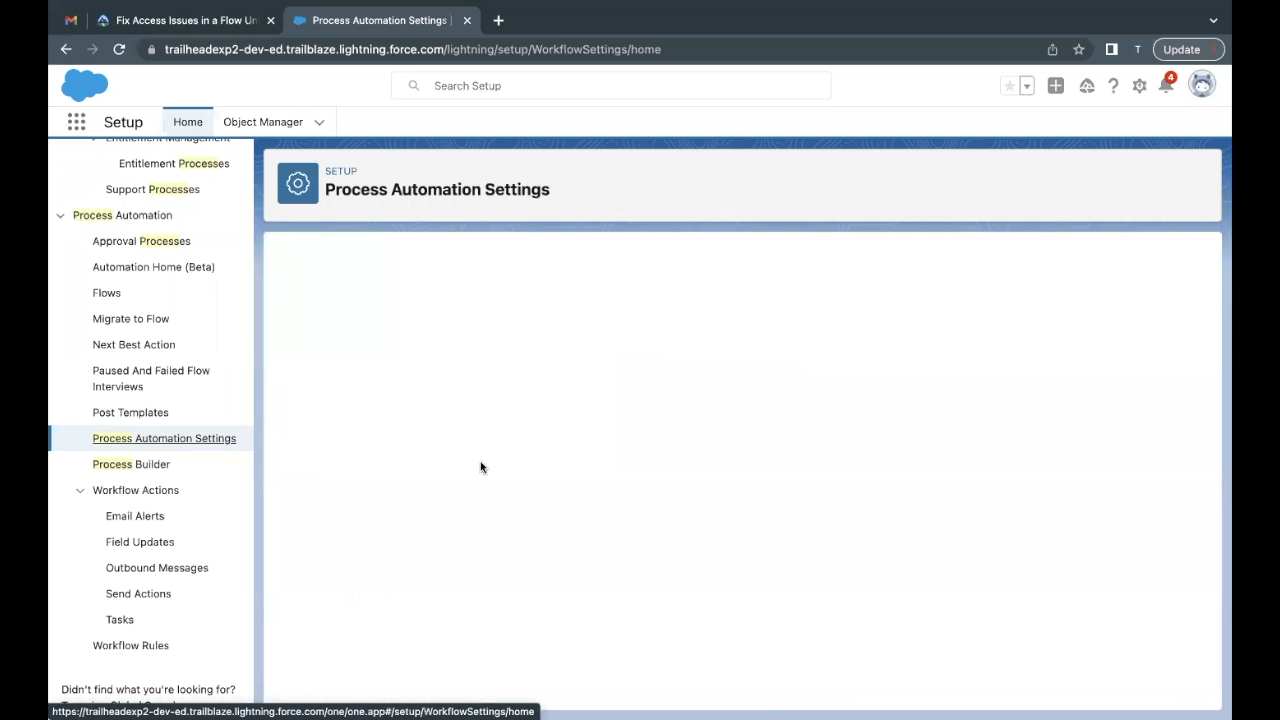 Fix Access Issues in a Flow Un
Process Automation Settings |
trailheadexp2-dev-ed.trailblaze.lightning.force.com/lightning/setup/WorkflowSettings/home
T
Update
Search Setup
4
Setup
Home
Object Manager
Entitlement Management
Entitlement Processes
Support Processes
Process Automation
Approval Processes
Automation Home (Beta)
Flows
Migrate to Flow
Next Best Action
Paused And Failed Flow
Interviews
Post Templates
Process Automation Settings
Process Builder
Workflow Actions
Email Alerts
Field Updates
Outbound Messages
Send Actions
Tasks
Workflow Rules
Didn't find what you're looking for?
SETUP
Process Automation Settings
https://trailheadexp2-dev-ed.trailblaze.lightning.force.com/one/one.app#/setup/WorkflowSettings/home